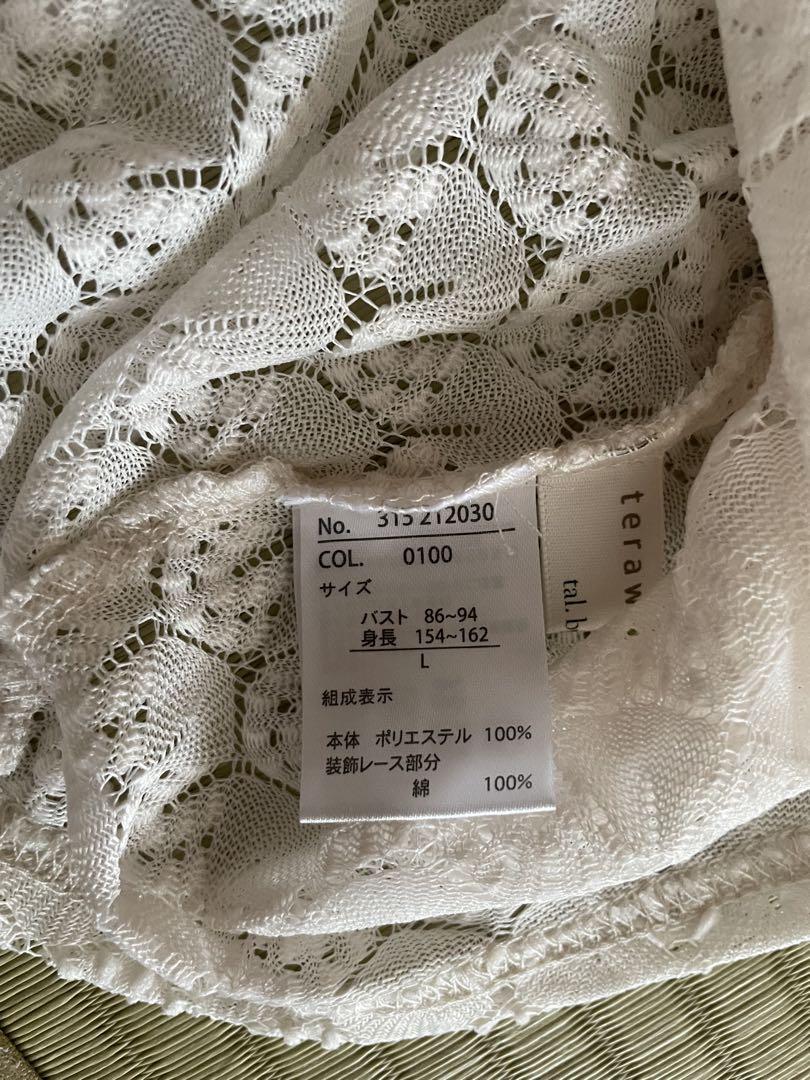 No. 315 212030
COL. 0100
サイズ
バスト 86~94
身長 154~162
L
組成表示
本体 ポリエステル 100%
装飾レース部分
綿 100%
teraw
tal. b